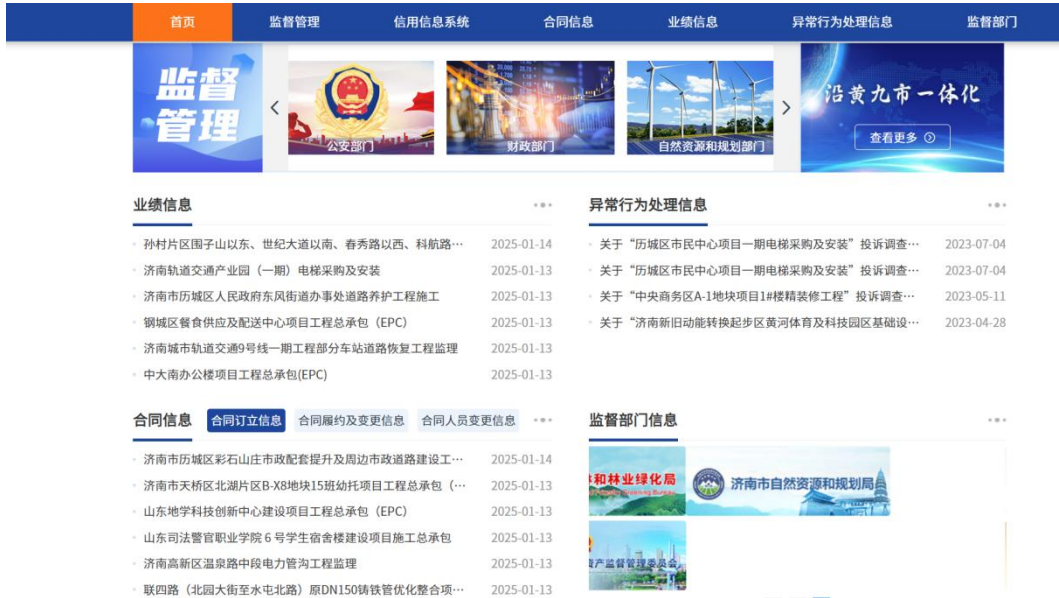 首页 监督管理 信用信息系统 合同信息 业绩信息 异常行为处理信息 监督部门
监督
管理
公安部门
财政部门
自然资源和规划部门
沿黄九市一体化
查看更多
业绩信息
孙村片区围子山以东、世纪大道以南、春秀路以西、科航路… 2025-01-14
济南轨道交通产业园（一期）电梯采购及安装 2025-01-13
济南市历城区人民政府东风街道办事处道路养护工程施工 2025-01-13
钢城区餐食供应及配送中心项目工程总承包（EPC） 2025-01-13
济南城市轨道交通9号线一期工程部分车站道路恢复工程监理 2025-01-13
中大南办公楼项目工程总承包(EPC) 2025-01-13
异常行为处理信息
关于“历城区市民中心项目一期电梯采购及安装”投诉调查… 2023-07-04
关于“历城区市民中心项目一期电梯采购及安装”投诉调查… 2023-07-04
关于“中央商务区A-1地块项目1#楼精装修工程”投诉调查… 2023-05-11
关于“济南新旧动能转换起步区黄河体育及科技园区基础设… 2023-04-28
合同信息 合同订立信息 合同履约及变更信息 合同人员变更信息
济南市历城区彩石山庄市政配套提升及周边市政道路建设工… 2025-01-14
济南市天桥区北湖片区B-X8地块15班幼托项目工程总承包（… 2025-01-13
山东地学科技创新中心建设项目工程总承包（EPC） 2025-01-13
山东司法警官职业学院 6 号学生宿舍楼建设项目施工总承包 2025-01-13
济南高新区温泉路中段电力管沟工程监理 2025-01-13
联四路（北园大街至水屯北路）原DN150铸铁管优化整合项… 2025-01-13
监督部门信息
和林业绿化局
济南市自然资源和规划局
产监督管理委员会